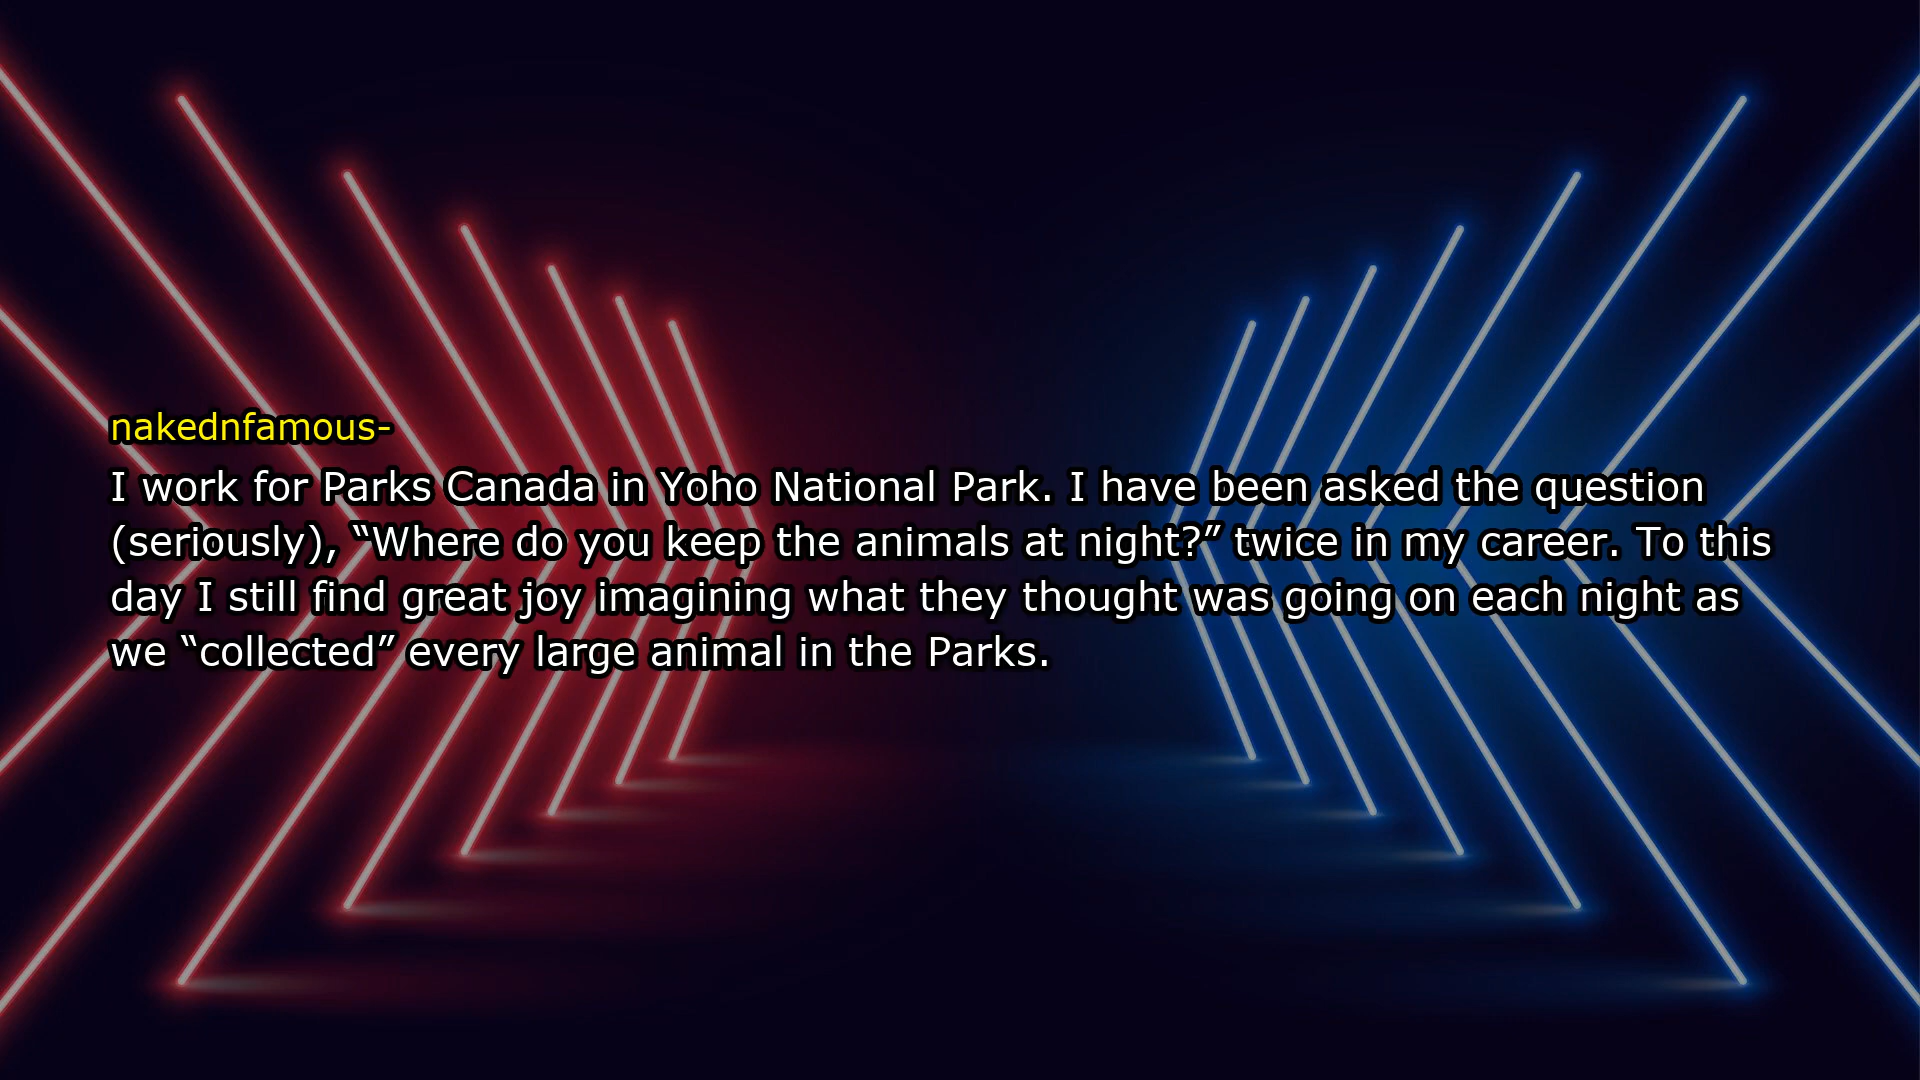 nakednfamous-
I work for Parks Canada in Yoho National Park. I have been asked the question
(seriously), “Where do you keep the animals at night?” twice in my career. To this
day I still find great joy imagining what they thought was going on each night as
we “collected” every large animal in the Parks.